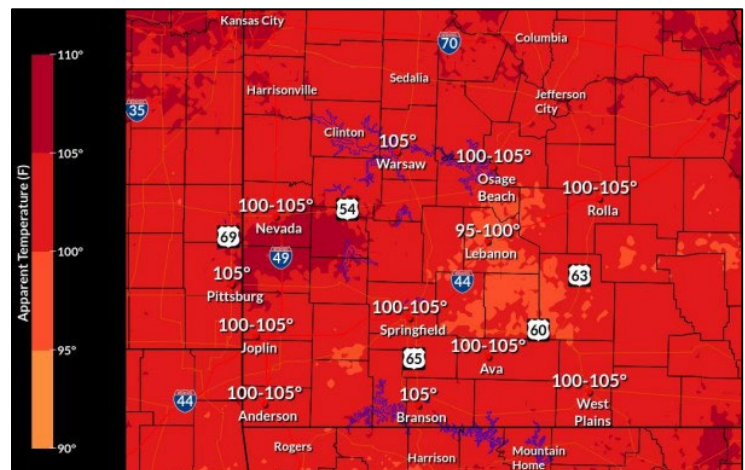 Kansas City
70
Columbia
110°
Sedalia
Harrisonville
Jefferson
City
35
Clinton
105°
Warsaw
105°
100-105°
Osage
Beach
100-105°
Rolla
100-105°
Nevada
54
69
95-100°
Lebanon
Apparent Temperature (F)
100°
49
44
63
105°
Pittsburg
100-105°
Springfield
100-105°
Joplin
60
65
100-105°
Ava
95°
44
100-105°
Anderson
105°
Branson
100-105°
West
Plains
90°
Rogers
Harrison
Mountain
Home